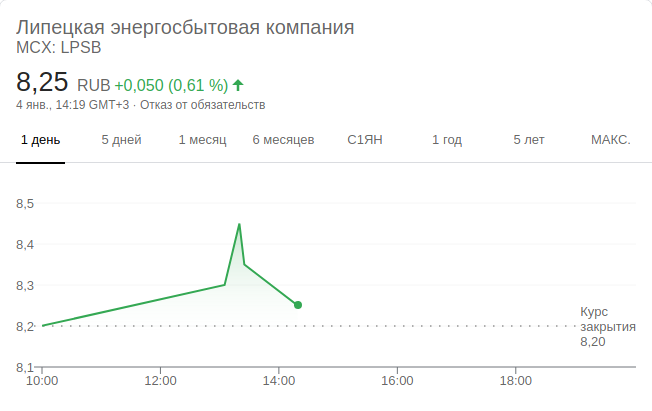 Липецкая энергосбытовая компания
MCX: LPSB
8,25 RUB +0,050 (0,61 %)
4 янв., 14:19 GMT+3 · Отказ от обязательств
1 день 5 дней 1 месяц 6 месяцев С1ЯН 1 год 5 лет МАКС.
8,5
8,4
8,3
Курс
8,2 закрытия
8,20
8,1
10:00 12:00 14:00 16:00 18:00